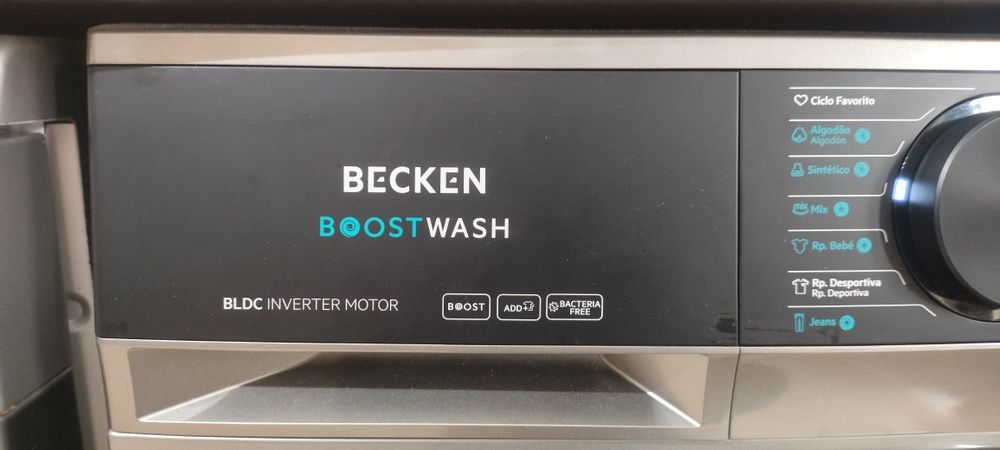 BECKEN
BOOSTWASH
BLDC INVERTER MOTOR
BOOST
ADD+
BACTERIA
FREE
Ciclo Favorito
Algodão
Algodón
Sintético
mix Mix
Rp. Bebé
Rp. Desportiva
Rp. Deportiva
Jeans